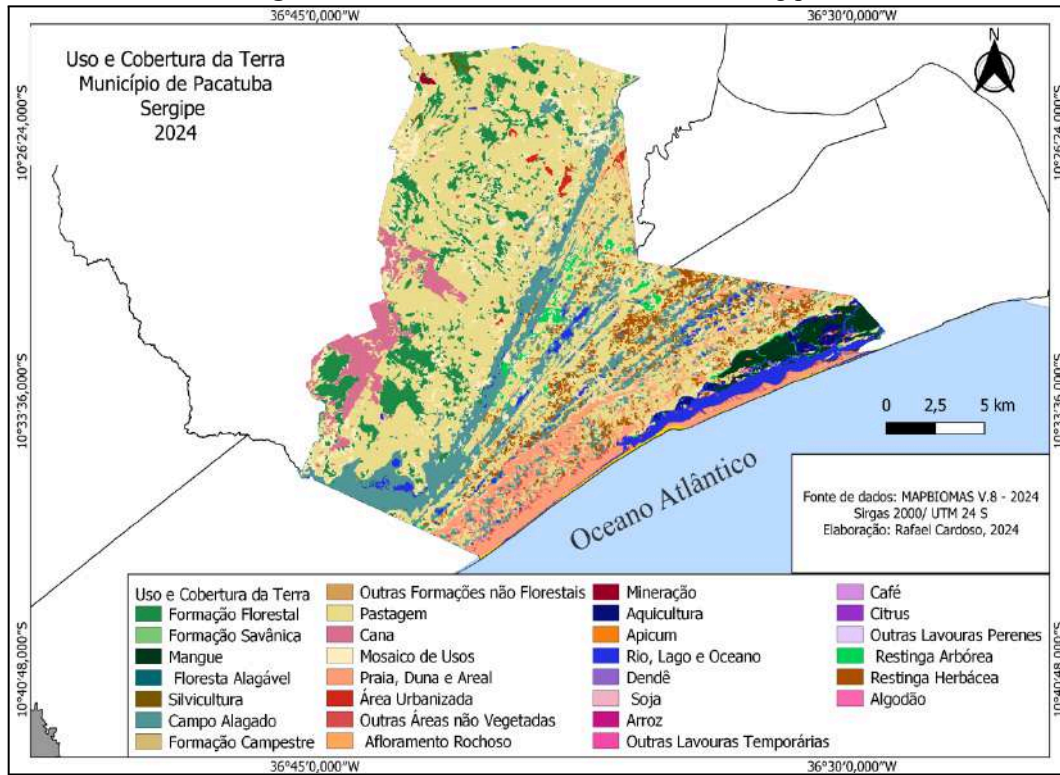 36°45'0,000"W
36°30'0,000"W
Uso e Cobertura da Terra
Município de Pacatuba
Sergipe
2024
N
10°26'24,000"S
10°26'24,000"S
10°33'36,000"S
10°33'36,000"S
10°40'48,000"S
10°40'48,000"S
0 2,5 5 km
Oceano Atlântico
Fonte de dados: MAPBIOMAS V.8 - 2024
Sirgas 2000/ UTM 24 S
Elaboração: Rafael Cardoso, 2024
Uso e Cobertura da Terra
Formação Florestal
Formação Savânica
Mangue
Floresta Alagável
Silvicultura
Campo Alagado
Formação Campestre
Outras Formações não Florestais
Pastagem
Cana
Mosaico de Usos
Praia, Duna e Areal
Área Urbanizada
Outras Áreas não Vegetadas
Afloramento Rochoso
Mineração
Aquicultura
Apicum
Rio, Lago e Oceano
Dendê
Soja
Arroz
Outras Lavouras Temporárias
Café
Citrus
Outras Lavouras Perenes
Restinga Arbórea
Restinga Herbácea
Algodão
36°45'0,000"W
36°30'0,000"W